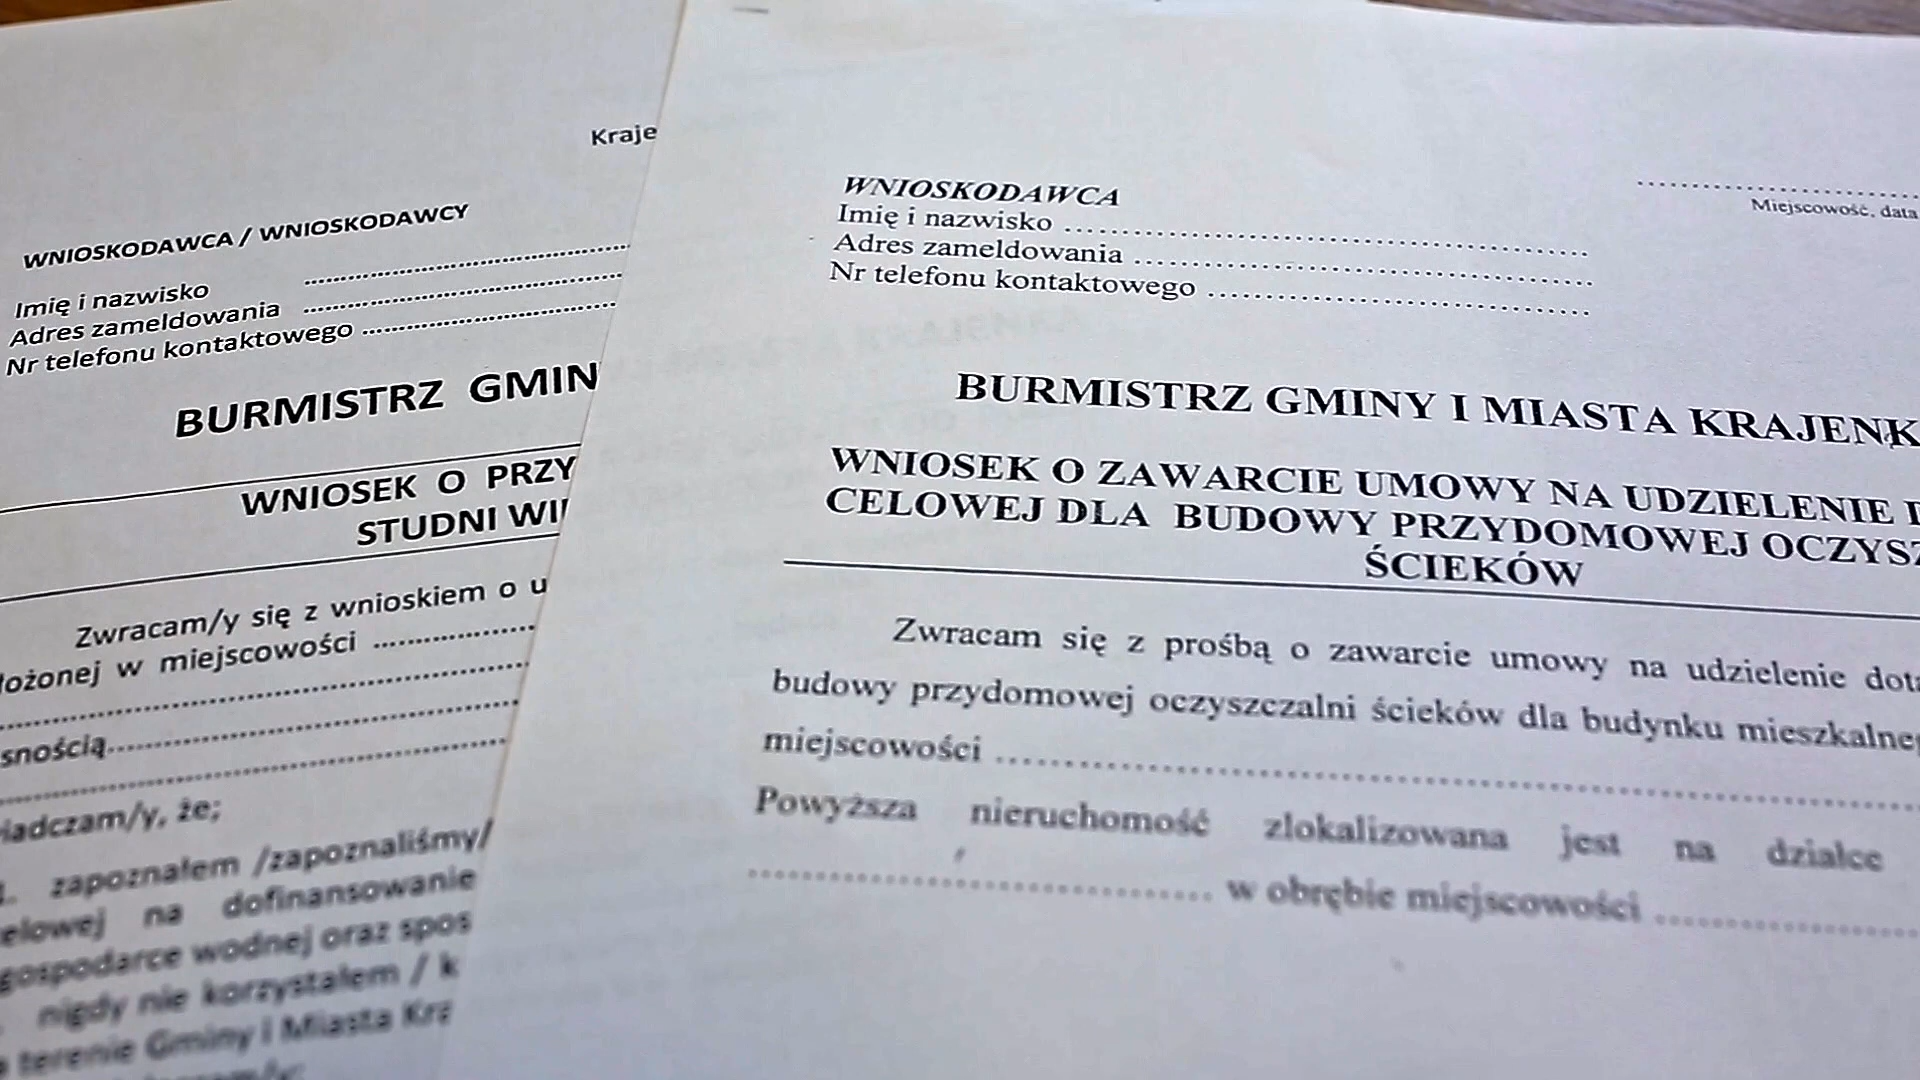 Kraje
WNIOSKODAWCA / WNIOSKODAWCY
Imię i nazwisko ....................
Adres zameldowania ....................
Nr telefonu kontaktowego ....................
BURMISTRZ GMIN
WNIOSEK O PRZY
STUDNI WI
Zwracam/y się z wnioskiem o u
łożonej w miejscowości ....................
snością....................
iadczam/y, że;
1. zapoznałem /zapoznaliśmy/
elowej na dofinansowanie
gospodarce wodnej oraz spos
nigdy nie korzystałem / k
terenie Gminy i Miasta Kra
WNIOSKODAWCA
Imię i nazwisko ....................
Adres zameldowania ....................
Nr telefonu kontaktowego ....................
....................
Miejscowość, data
BURMISTRZ GMINY I MIASTA KRAJENK
WNIOSEK O ZAWARCIE UMOWY NA UDZIELENIE D
CELOWEJ DLA BUDOWY PRZYDOMOWEJ OCZYSZ
ŚCIEKÓW
Zwracam się z prośbą o zawarcie umowy na udzielenie dota
budowy przydomowej oczyszczalni ścieków dla budynku mieszkalneg
miejscowości ....................
Powyższa nieruchomość zlokalizowana jest na działce
.................... w obrębie miejscowości ....................